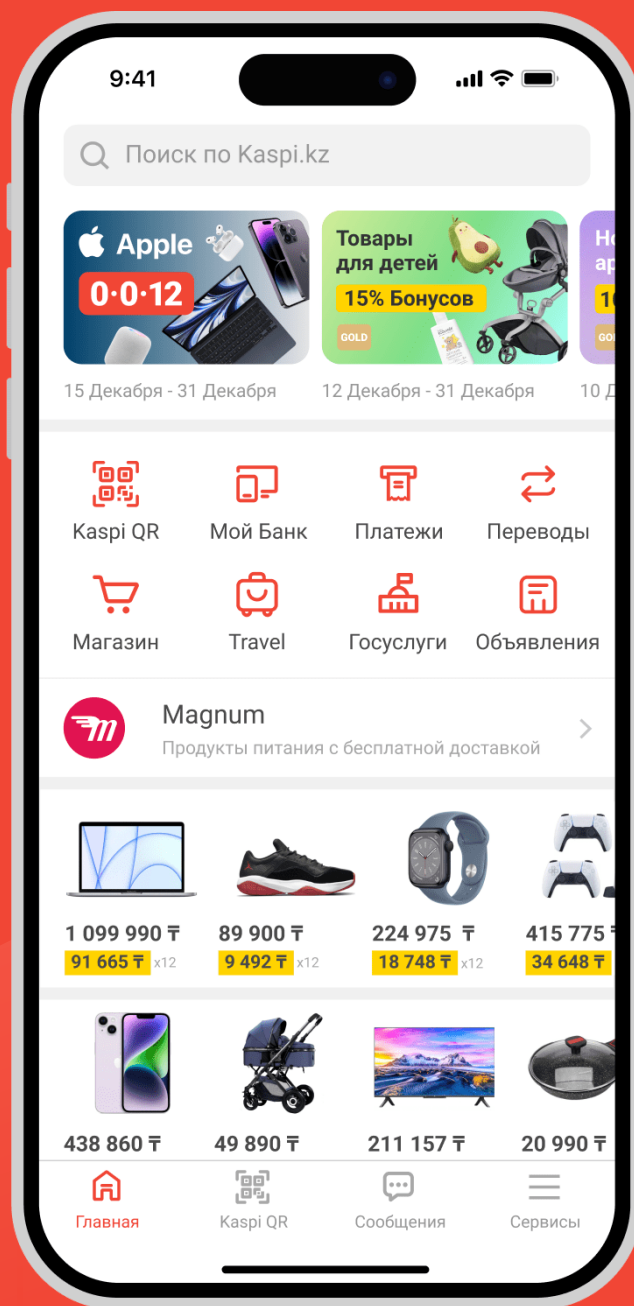 9:41
Поиск по Kaspi.kz
Apple
0·0·12
Товары
для детей
15% Бонусов
GOLD
15 Декабря - 31 Декабря
12 Декабря - 31 Декабря
10
Kaspi QR
Мой Банк
Платежи
Переводы
Магазин
Travel
Госуслуги
Объявления
m
Magnum
Продукты питания с бесплатной доставкой
1 099 990 ₸
89 900 ₸
224 975 ₸
415 775
91 665 ₸ x12
9 492 ₸ x12
18 748 ₸ x12
34 648 ₸
438 860 ₸
49 890 ₸
211 157 ₸
20 990 ₸
Главная
Kaspi QR
Сообщения
Сервисы